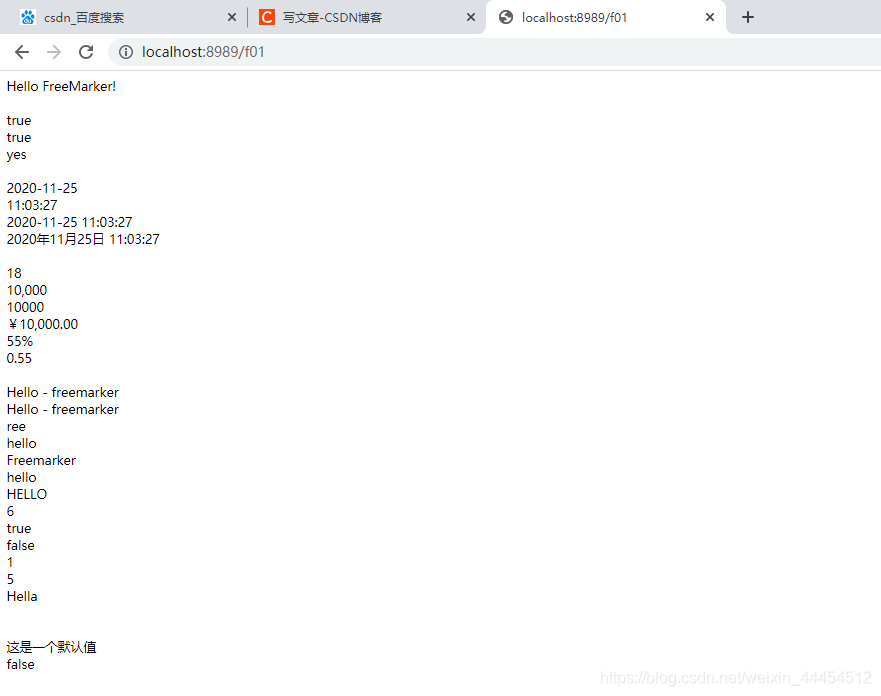 csdn_百度搜索
写文章-CSDN博客
localhost:8989/f01
localhost:8989/f01
Hello FreeMarker!
true
true
yes
2020-11-25
11:03:27
2020-11-25 11:03:27
2020年11月25日 11:03:27
18
10,000
10000
￥10,000.00
55%
0.55
Hello - freemarker
Hello - freemarker
ree
hello
Freemarker
hello
HELLO
6
true
false
1
5
Hella
这是一个默认值
false
https://blog.csdn.net/weixin_44454512